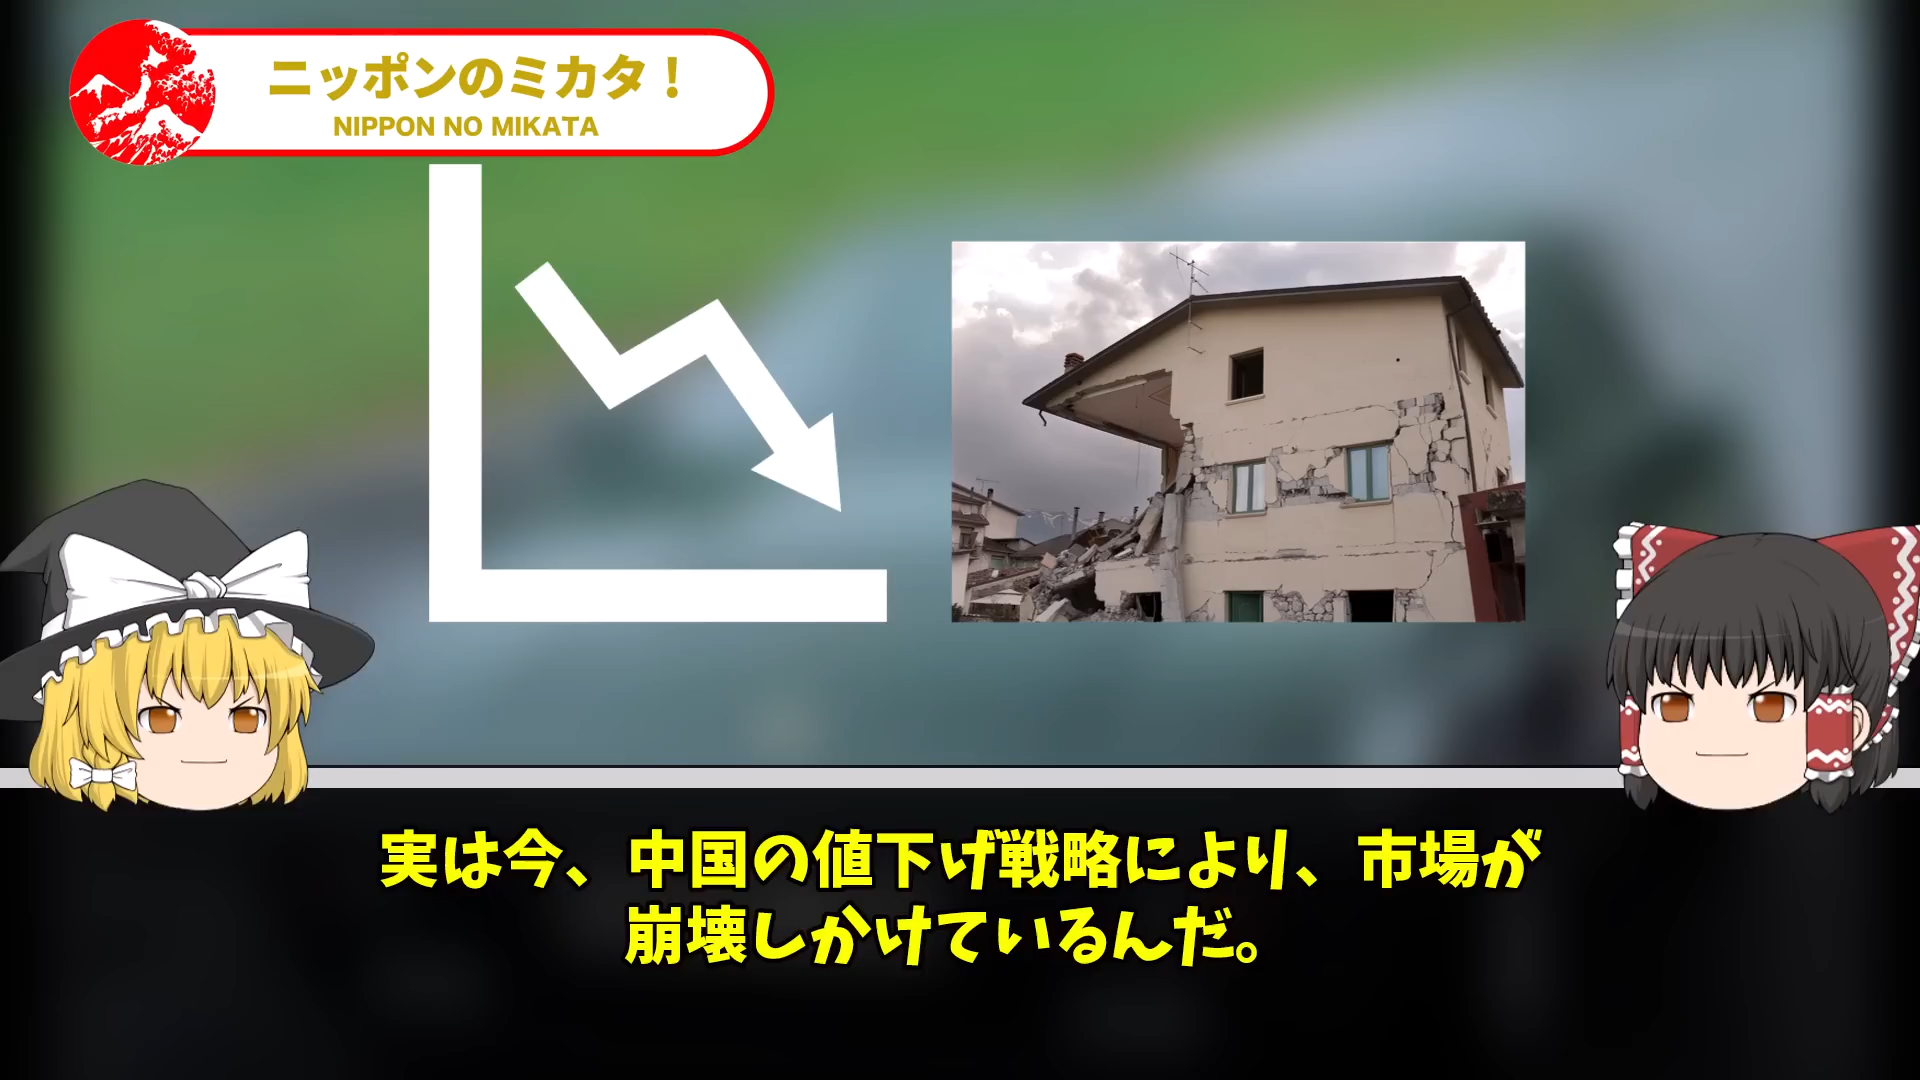 ニッポンのミカタ！
NIPPON NO MIKATA
実は今、中国の値下げ戦略により、市場が
崩壊しかけているんだ。